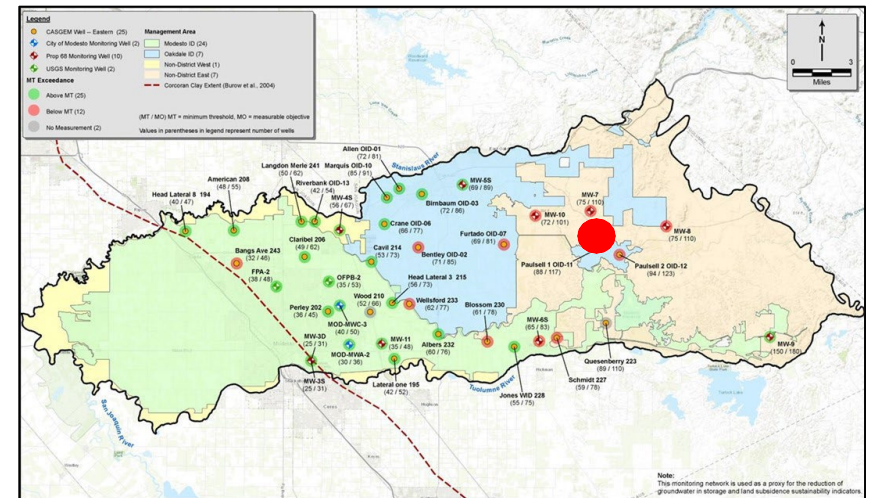 Legend
CASGEM Well -- Eastern (25)
City of Modesto Monitoring Well (2)
Prop 68 Monitoring Well (10)
USGS Monitoring Well (2)
MT Exceedance
Above MT (25)
Below MT (12)
No Measurement (2)
Management Area
Modesto ID (24)
Oakdale ID (7)
Non-District West (1)
Non-District East (7)
Corcoran Clay Extent (Burow et al., 2004)
(MT / MO) MT = minimum threshold, MO = measurable objective
Values in parentheses in legend represent number of wells
N
0 3
Miles
Allen OID-01
(72 / 81)
Stanislaus River
Langdon Merle 241
(50 / 62)
Marquis OID-10
(85 / 91)
American 208
(48 / 55)
Riverbank OID-13
(42 / 54)
MW-5S
(69 / 89)
Head Lateral 8 194
(40 / 47)
MW-4S
(56 / 67)
Birnbaum OID-03
(72 / 86)
MW-7
(75 / 110)
MW-10
(72 / 101)
Crane OID-06
(66 / 77)
MW-8
(75 / 110)
Claribel 206
(49 / 62)
Furtado OID-07
(69 / 81)
Bangs Ave 243
(32 / 46)
Cavil 214
(53 / 73)
Bentley OID-02
(71 / 85)
Paulsell 1 OID-11
(88 / 117)
Paulsell 2 OID-12
(94 / 123)
FPA-2
(38 / 48)
OFPB-2
(35 / 53)
Head Lateral 3 215
(56 / 73)
Wood 210
(52 / 66)
Wellsford 233
(62 / 77)
Blossom 230
(61 / 78)
Perley 202
(36 / 45)
MOD-MWC-3
(40 / 50)
MW-6S
(65 / 83)
MW-3D
(25 / 31)
MOD-MWA-2
(30 / 36)
MW-11
(35 / 48)
Albers 232
(60 / 76)
MW-9
(150 / 180)
Quesenberry 223
(89 / 110)
MW-3S
(25 / 31)
Lateral one 195
(42 / 52)
Tuolumne River
Schmidt 227
(59 / 78)
Jones WID 228
(55 / 75)
San Joaquin River
Note:
This monitoring network is used as a proxy for the reduction of
groundwater in storage and land subsidence sustainability indicators.